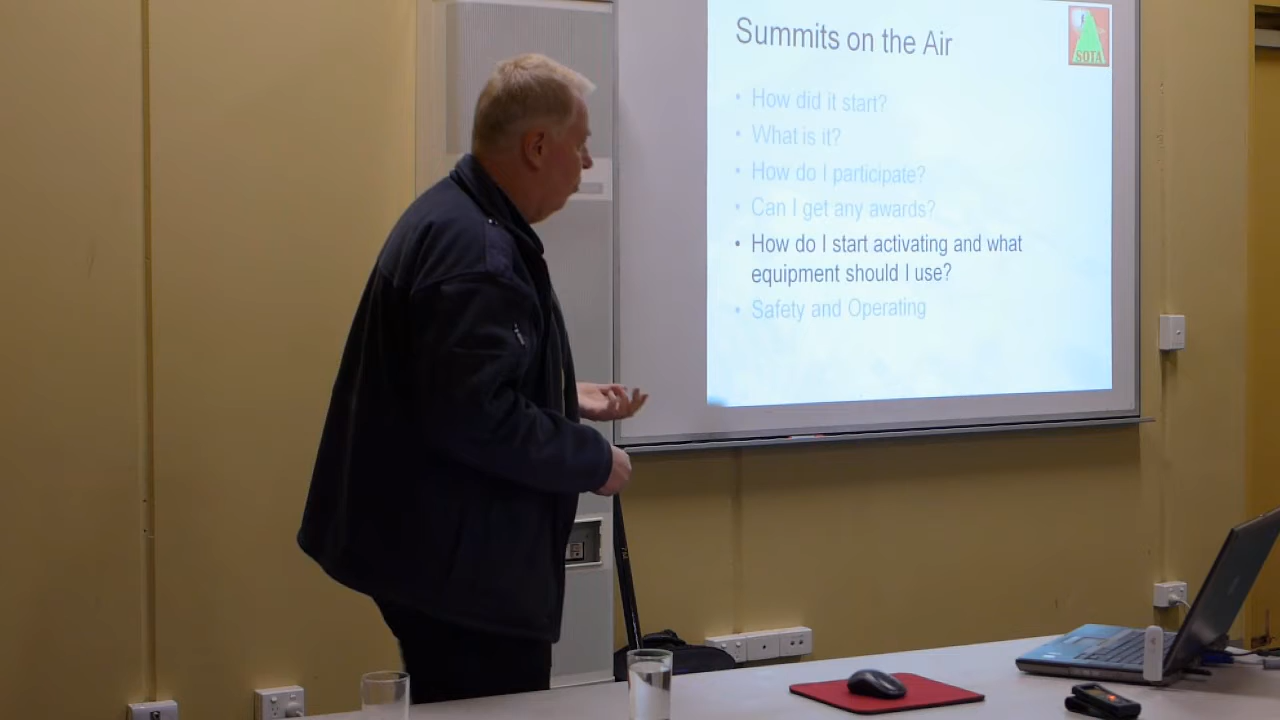 Summits on the Air
SOTA
• How did it start?
• What is it?
• How do I participate?
• Can I get any awards?
• How do I start activating and what
equipment should I use?
• Safety and Operating